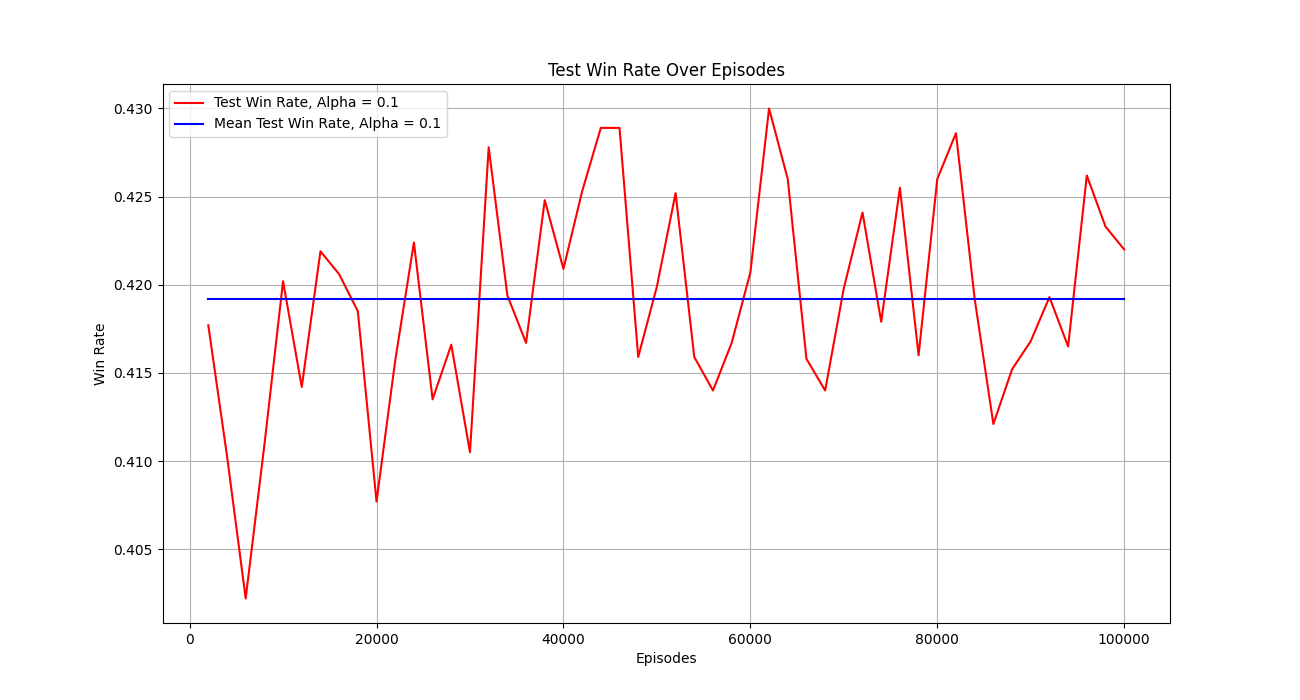 Test Win Rate Over Episodes
Test Win Rate, Alpha = 0.1
Mean Test Win Rate, Alpha = 0.1
0.430
0.425
0.420
0.415
0.410
0.405
Win Rate
0 20000 40000 60000 80000 100000
Episodes